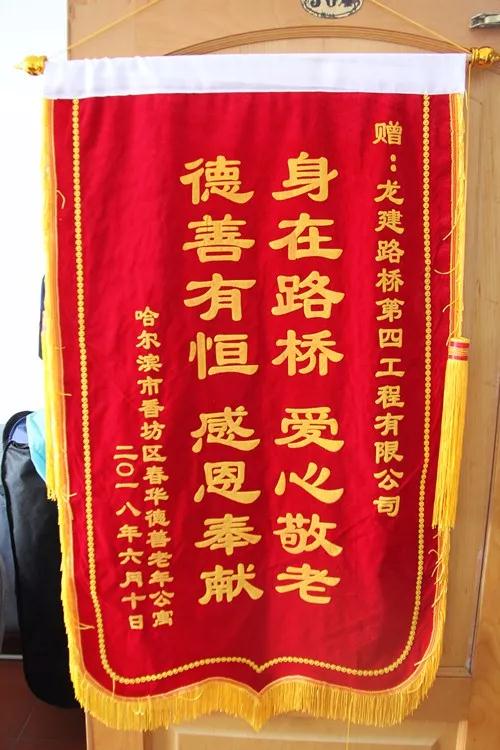 赠：龙建路桥第四工程有限公司
身在路桥 爱心敬老
德善有恒 感恩奉献
哈尔滨市香坊区春华德善老年公寓
二〇一八年六月十日